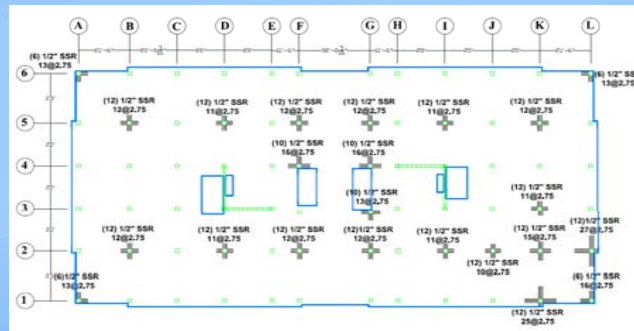 A B C D E F G H I J K L
(6) 1/2" SSR
13@2.75
6
(6) 1/2" SSR
13@2.75
(12) 1/2" SSR
12@2.75
(12) 1/2" SSR
11@2.75
(12) 1/2" SSR
12@2.75
(12) 1/2" SSR
12@2.75
(12) 1/2" SSR
11@2.75
(12) 1/2" SSR
12@2.75
5
(10) 1/2" SSR
16@2.75
(10) 1/2" SSR
16@2.75
4
(10) 1/2" SSR
13@2.75
(12) 1/2" SSR
11@2.75
3
(12) 1/2" SSR
12@2.75
(12) 1/2" SSR
11@2.75
(12) 1/2" SSR
12@2.75
(12) 1/2" SSR
12@2.75
(12) 1/2" SSR
11@2.75
(12) 1/2" SSR
10@2.75
(12) 1/2" SSR
15@2.75
(12)1/2" SSR
27@2.75
2
(6)1/2" SSR
13@2.75
(6) 1/2" SSR
16@2.75
1
(12) 1/2" SSR
25@2.75